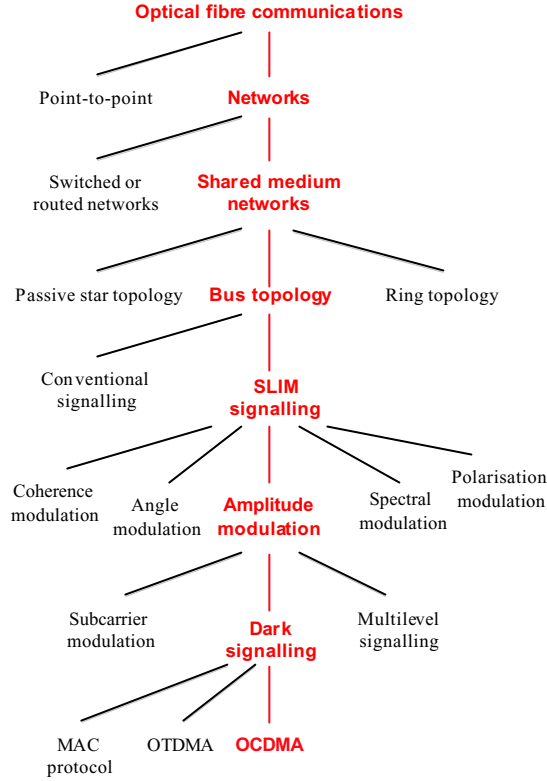 Optical fibre communications
Point-to-point
Networks
Switched or
routed networks
Shared medium
networks
Passive star topology
Bus topology
Ring topology
Conventional
signalling
SLIM
signalling
Coherence
modulation
Angle
modulation
Amplitude
modulation
Spectral
modulation
Polarisation
modulation
Subcarrier
modulation
Dark
signalling
Multilevel
signalling
MAC
protocol
OTDMA
OCDMA